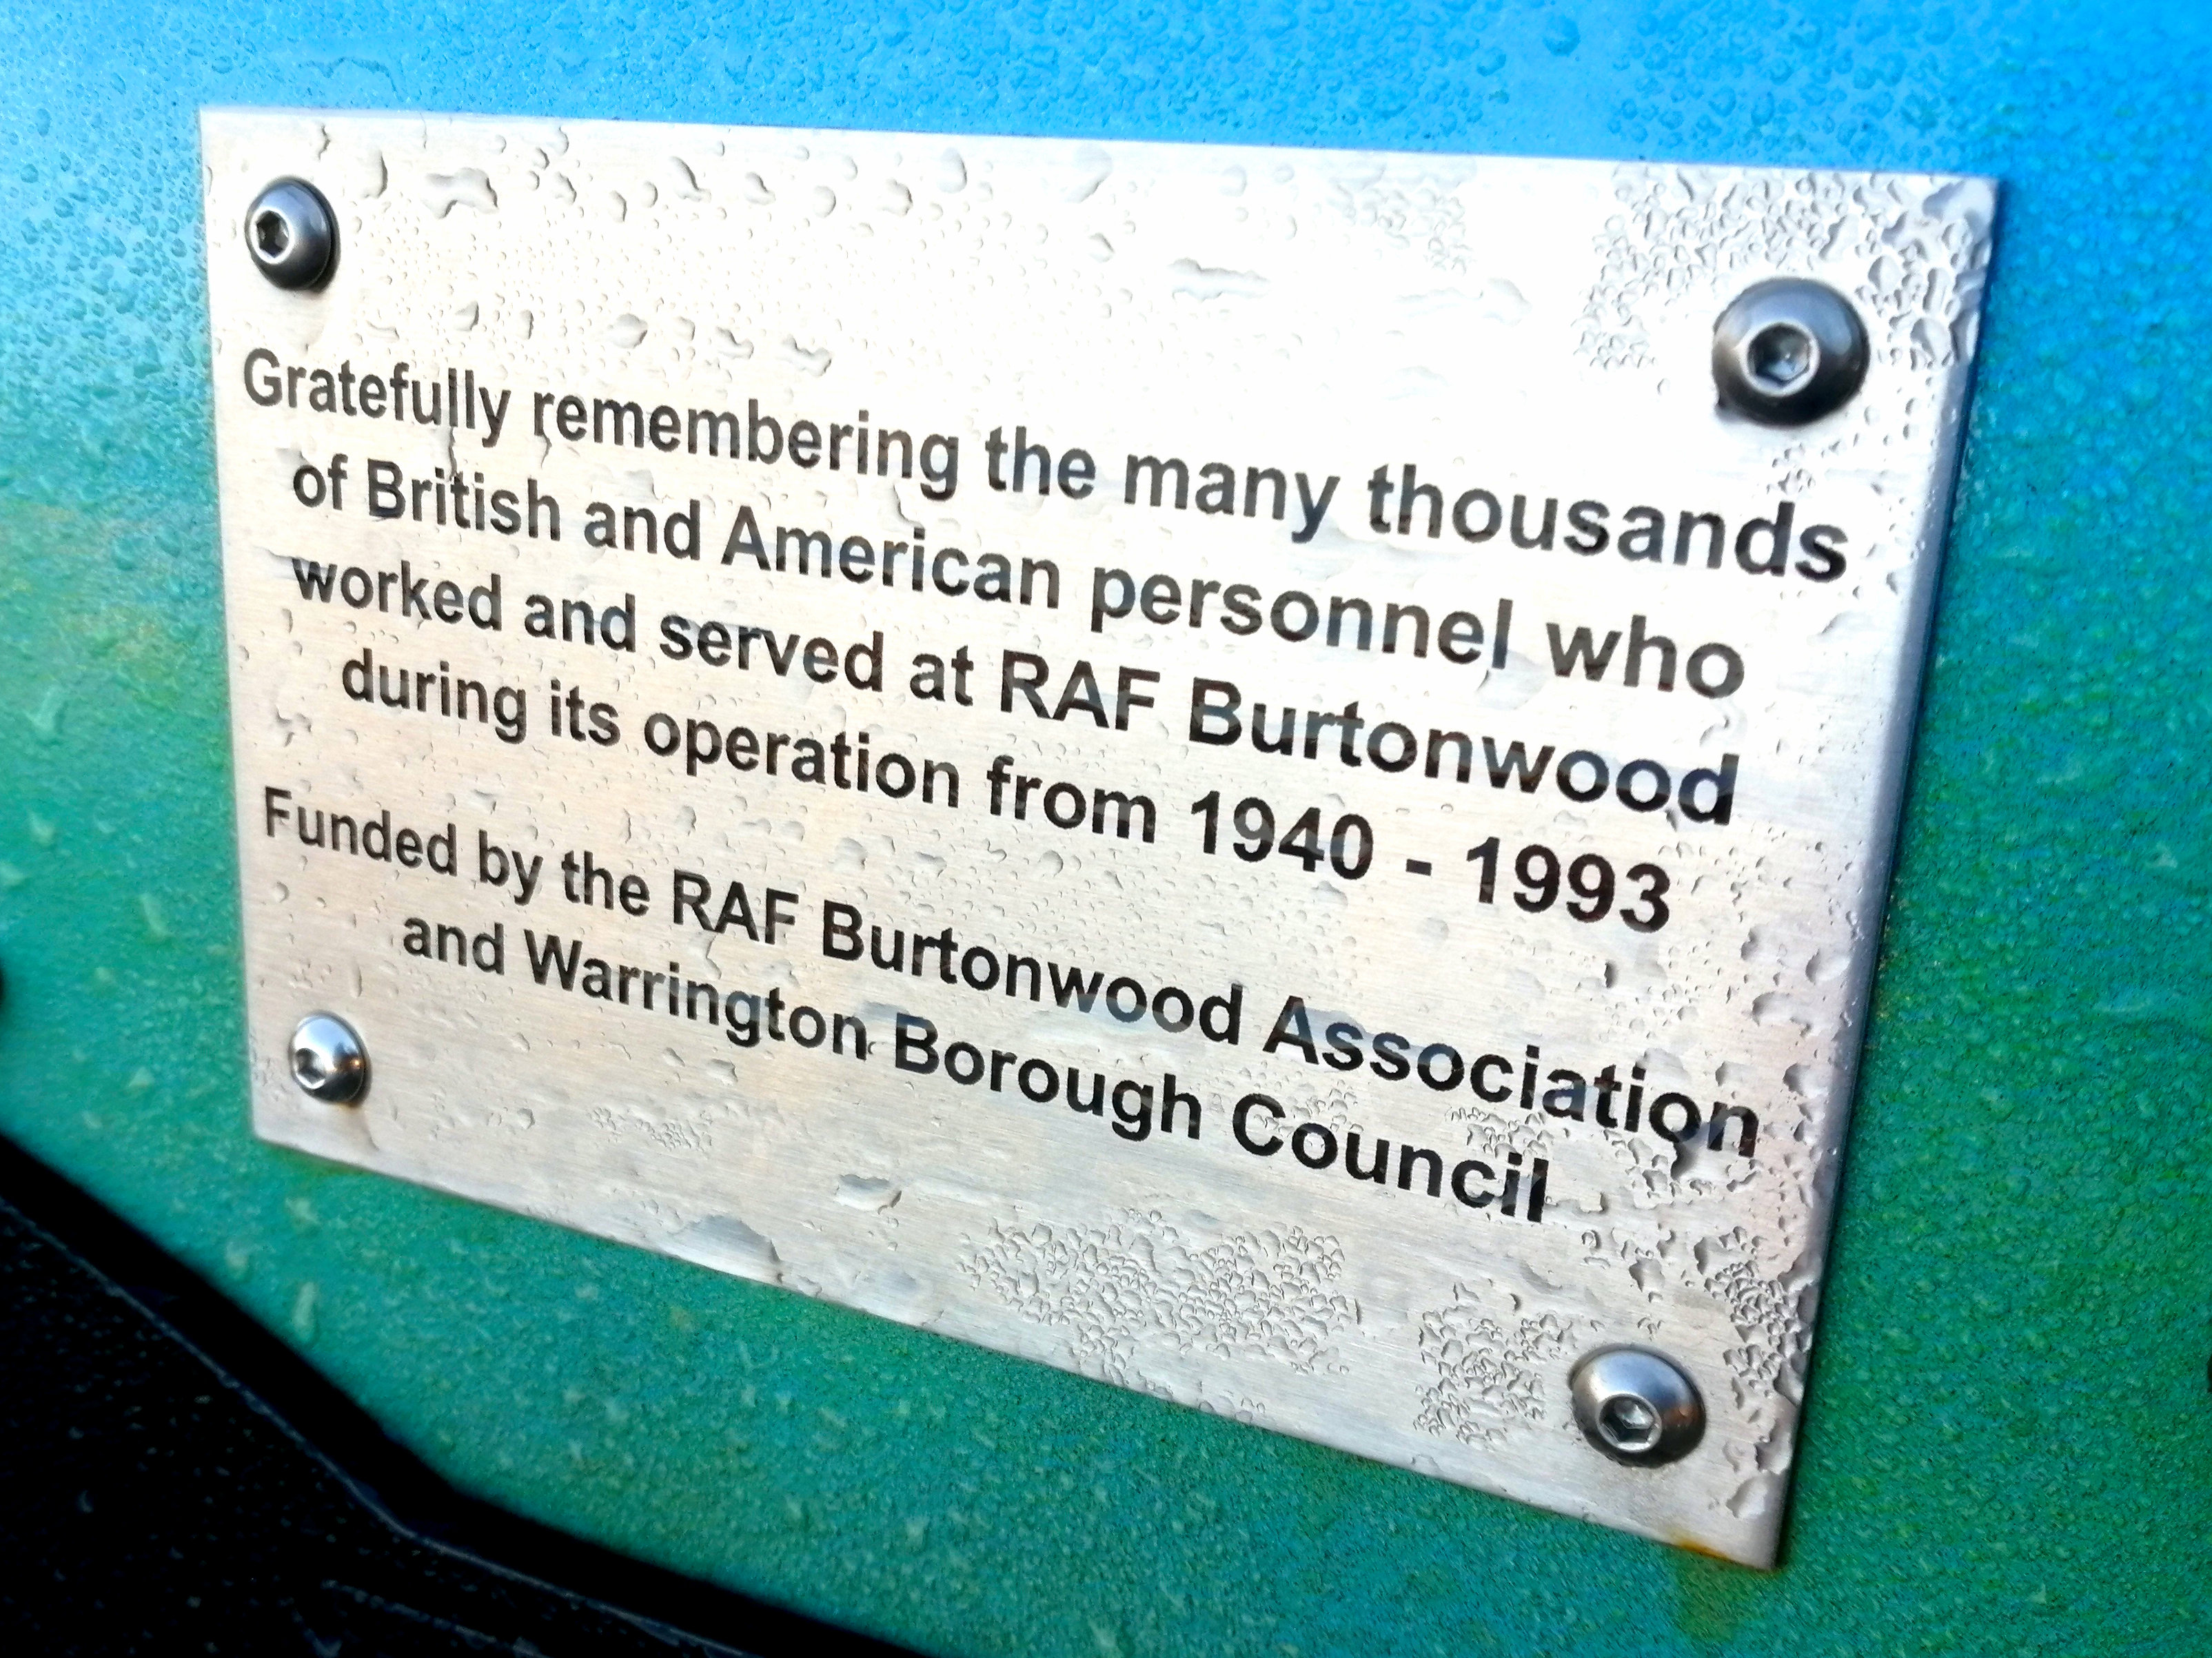 Gratefully remembering the many thousands
of British and American personnel who
worked and served at RAF Burtonwood
during its operation from 1940 - 1993
Funded by the RAF Burtonwood Association
and Warrington Borough Council